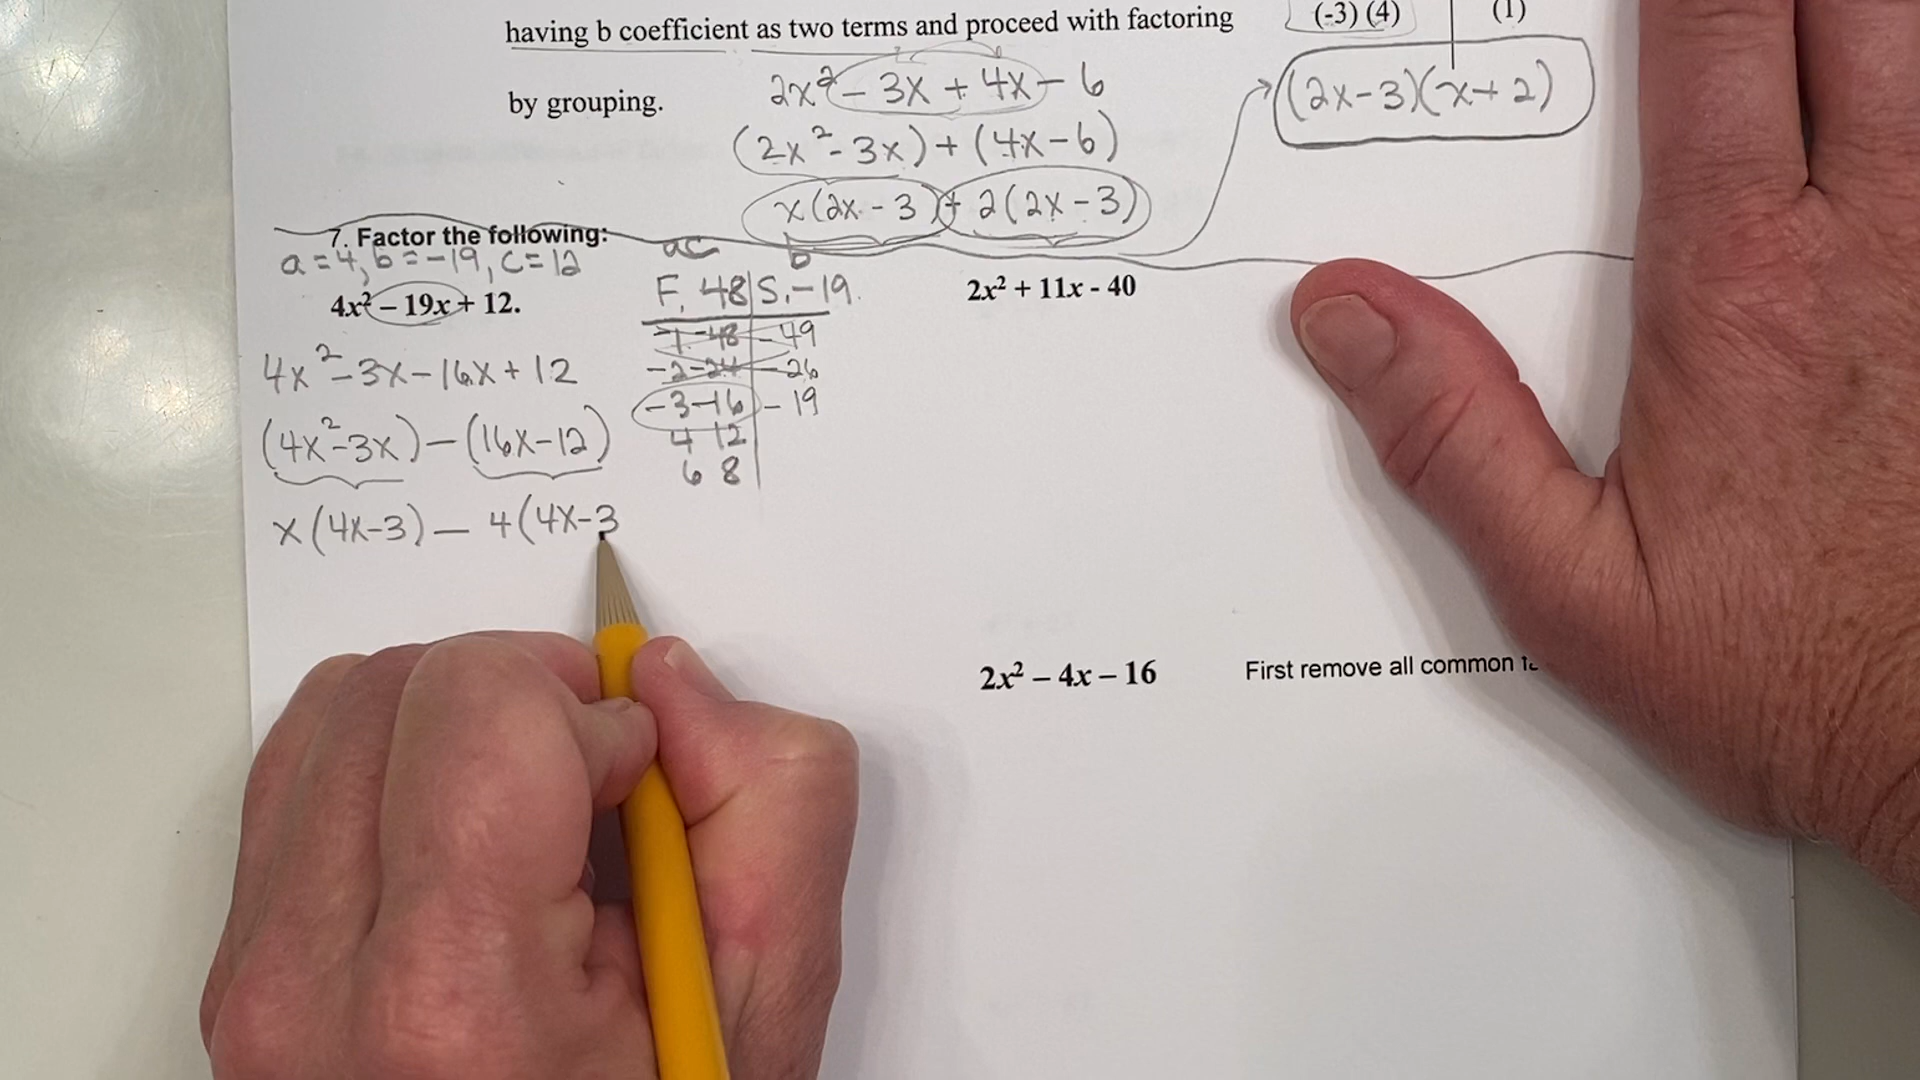 having b coefficient as two terms and proceed with factoring
(-3) (4)
(1)
by grouping.
2x² - 3x + 4x - 6
(2x-3)(x+2)
(2x² - 3x) + (4x - 6)
x(2x - 3) + 2(2x - 3)
7. Factor the following:
a = 4, b = -19, c = 12
ac b
4x² – 19x + 12.
F. 48 S. -19.
2x² + 11x - 40
-1 -48 -49
-2 -24 -26
4x² - 3x - 16x + 12
-3 -16 -19
(4x² - 3x) - (16x - 12)
4 12
6 8
x(4x-3) - 4(4x-3
2x² – 4x – 16
First remove all common